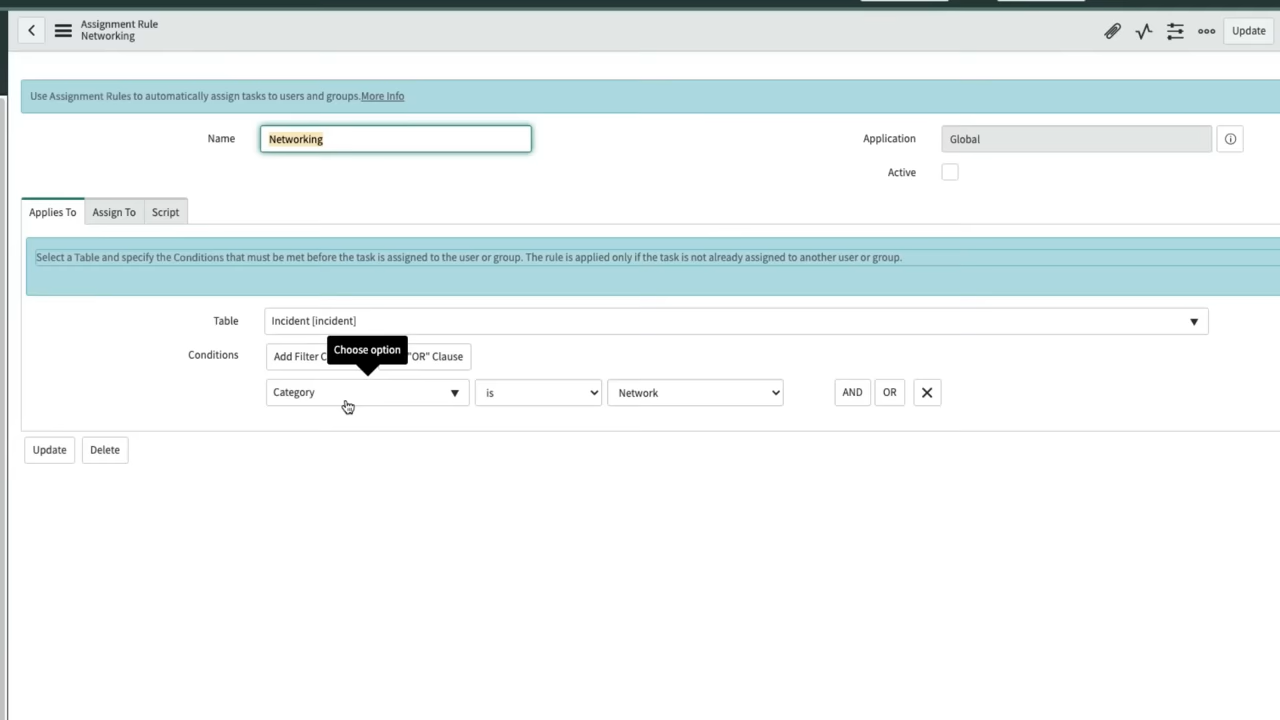 Assignment Rule
Networking
Update
Use Assignment Rules to automatically assign tasks to users and groups.More Info
Name
Networking
Application
Global
Active
Applies To
Assign To
Script
Select a Table and specify the Conditions that must be met before the task is assigned to the user or group. The rule is applied only if the task is not already assigned to another user or group.
Table
Incident [incident]
Choose option
Conditions
Add Filter C
"OR" Clause
Category
is
Network
AND
OR
Update
Delete